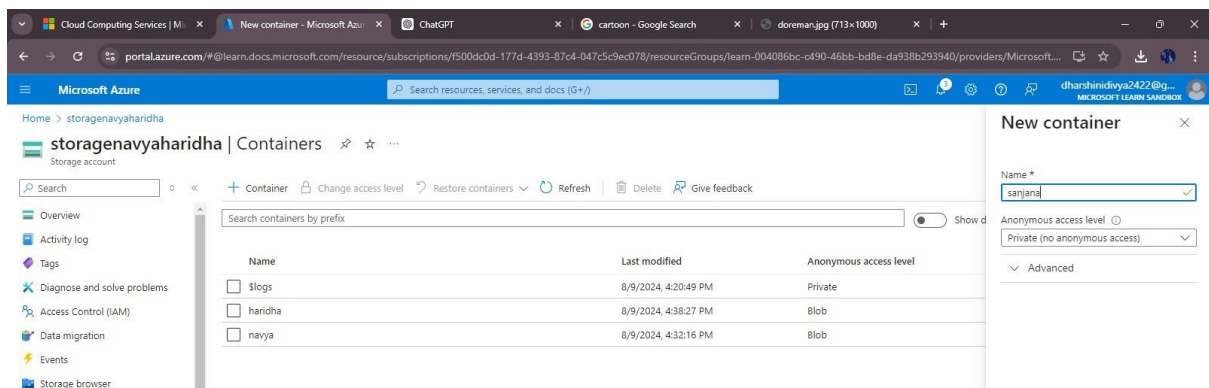 Cloud Computing Services | Mic
New container - Microsoft Azur
ChatGPT
cartoon - Google Search
doreman.jpg (713×1000)
portal.azure.com/#@learn.docs.microsoft.com/resource/subscriptions/f500dc0d-177d-4393-87c4-047c5c9ec078/resourceGroups/learn-004086bc-c490-46bb-bd8e-da938b293940/providers/Microsoft....
Microsoft Azure
Search resources, services, and docs (G+/)
3
dharshinidivya2422@g...
MICROSOFT LEARN SANDBOX
Home > storagenavyaharidha
storagenavyaharidha | Containers
Storage account
Search
Container
Change access level
Restore containers
Refresh
Delete
Give feedback
Overview
Activity log
Tags
Diagnose and solve problems
Access Control (IAM)
Data migration
Events
Storage browser
Search containers by prefix
Show d
Name Last modified Anonymous access level
$logs 8/9/2024, 4:20:49 PM Private
haridha 8/9/2024, 4:38:27 PM Blob
navya 8/9/2024, 4:32:16 PM Blob
New container
Name *
sanjana
Anonymous access level
Private (no anonymous access)
Advanced